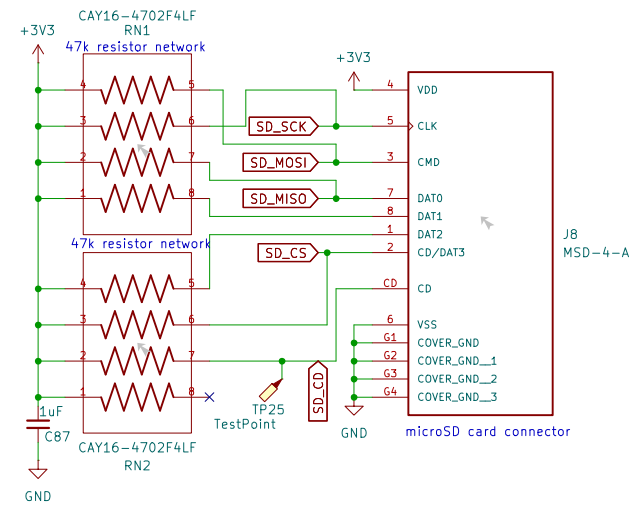 CAY16-4702F4LF
RN1
+3V3
47k resistor network
4 5
3 6
2 7
1 8
47k resistor network
4 5
3 6
2 7
1 8
1uF
C87
CAY16-4702F4LF
RN2
GND
SD_SCK
SD_MOSI
SD_MISO
SD_CS
SD_CD
TP25
TestPoint
+3V3
4 VDD
5 CLK
3 CMD
7 DAT0
8 DAT1
1 DAT2
2 CD/DAT3
CD CD
6 VSS
G1 COVER_GND
G2 COVER_GND__1
G3 COVER_GND__2
G4 COVER_GND__3
J8
MSD-4-A
GND
microSD card connector